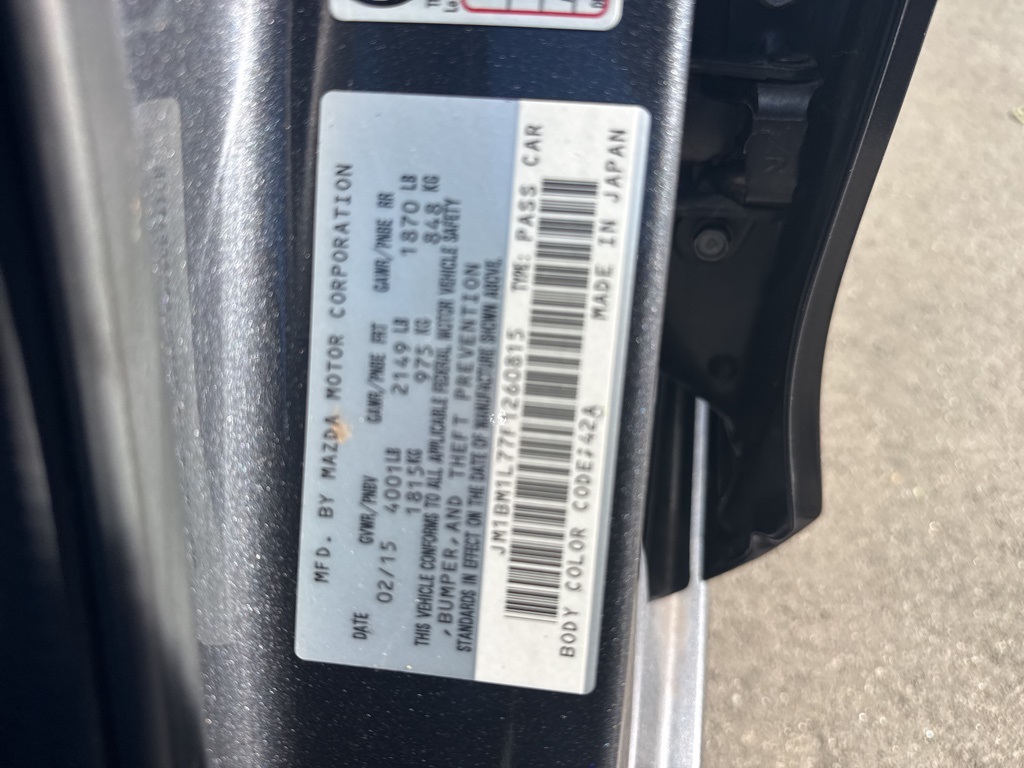 MFD. BY MAZDA MOTOR CORPORATION
DATE GVWR/PNBV GAWR/PNBE FRT GAWR/PNBE RR
02/15 4001LB 2149 LB 1870 LB
1815KG 975 KG 848 KG
THIS VEHICLE CONFORMS TO ALL APPLICABLE FEDERAL MOTOR VEHICLE SAFETY
,BUMPER,AND THEFT PREVENTION
STANDARDS IN EFFECT ON THE DATE OF MANUFACTURE SHOWN ABOVE.
JM1BM1L77F1260815 TYPE: PASS CAR
BODY COLOR CODE:42A MADE IN JAPAN